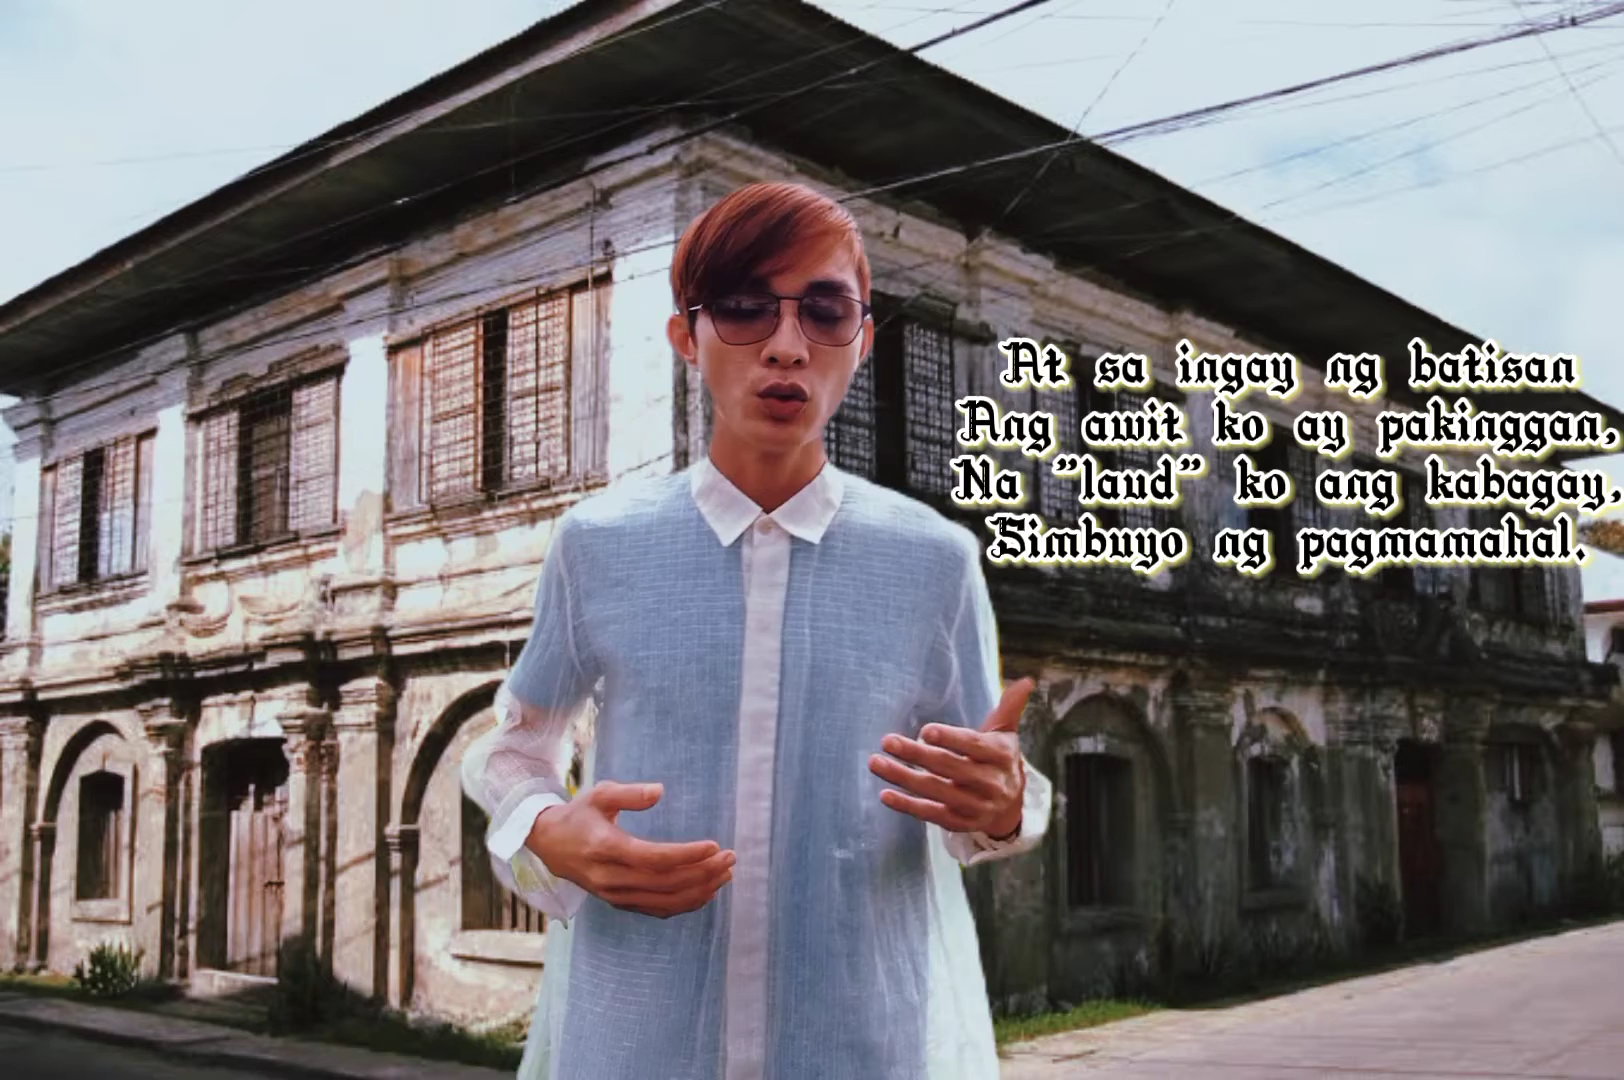 At sa ingay ng batisan
Ang awit ko ay pakinggan,
Na "laud" ko ang kabagay,
Simbuyo ng pagmamahal.